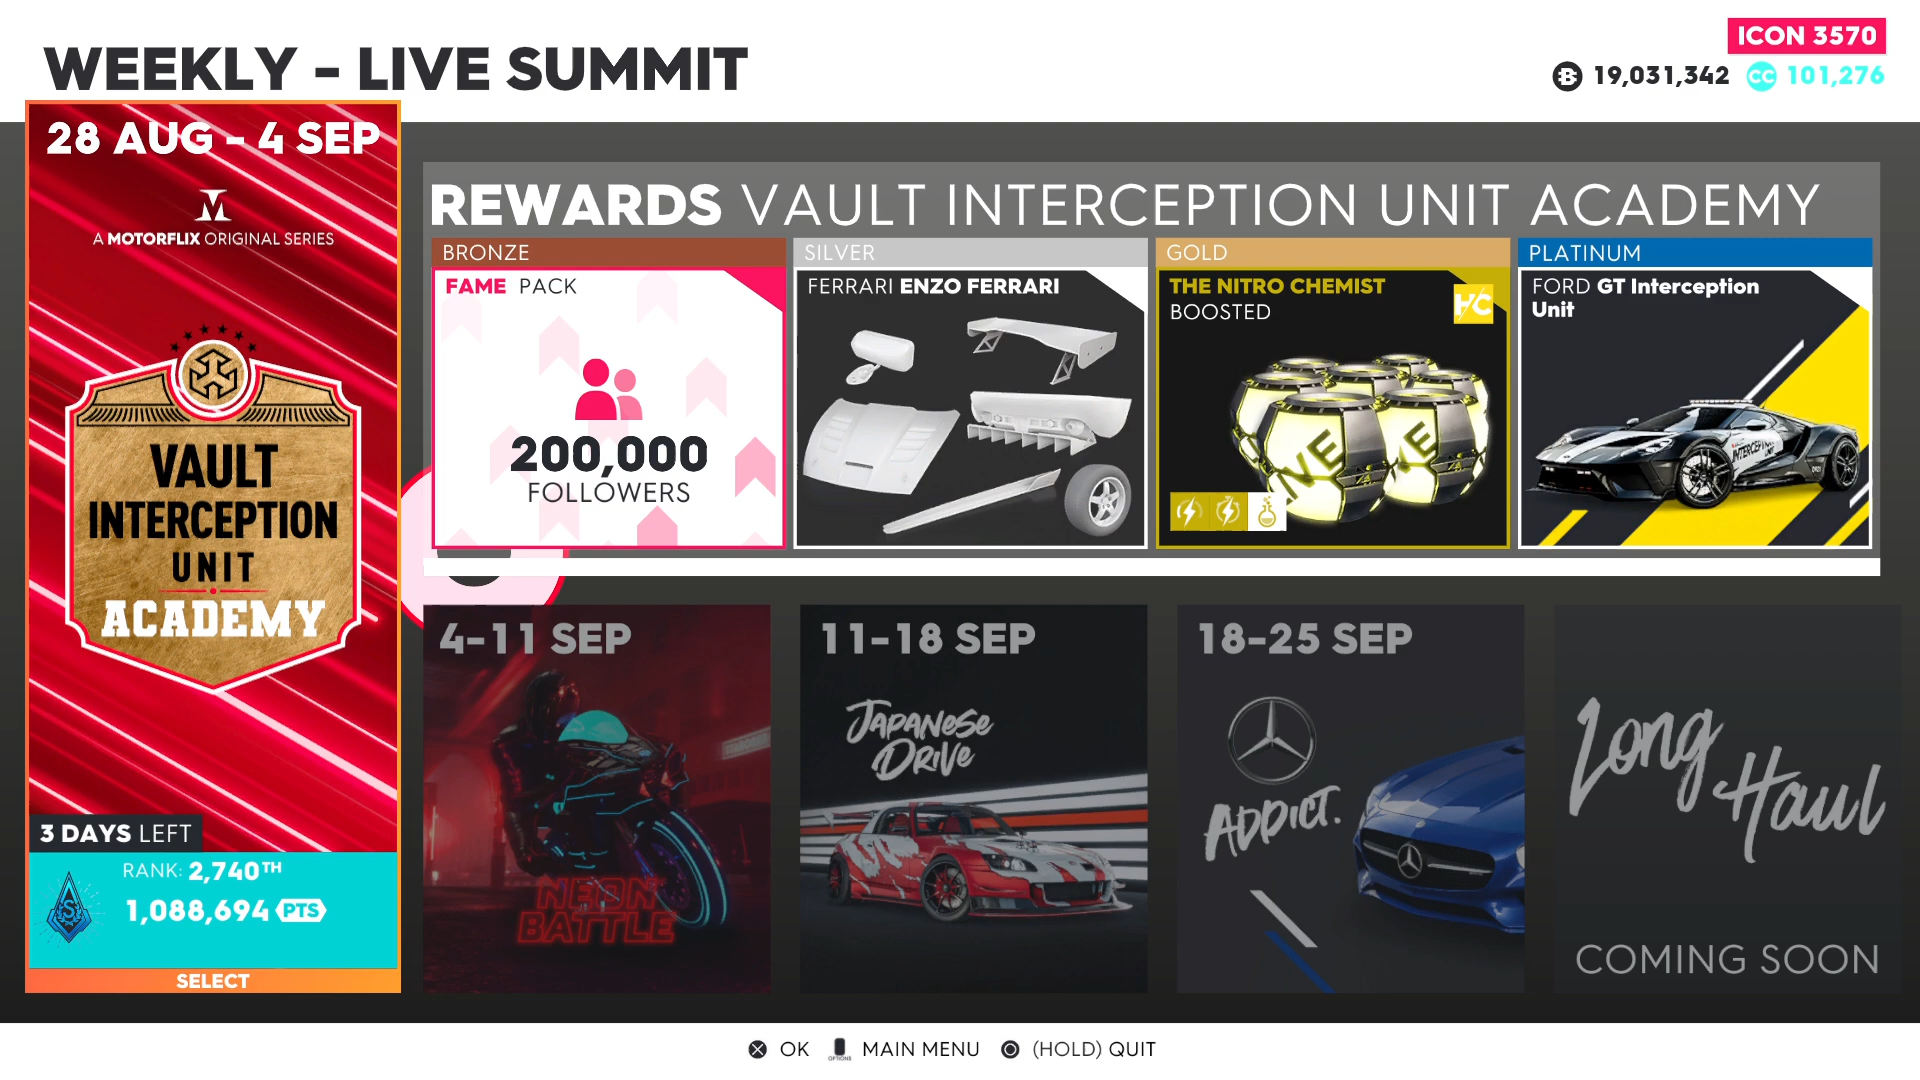 WEEKLY - LIVE SUMMIT
ICON 3570
19,031,342 CC 101,276
28 AUG - 4 SEP
A MOTORFLIX ORIGINAL SERIES
VAULT
INTERCEPTION
UNIT
ACADEMY
3 DAYS LEFT
RANK: 2,740TH
1,088,694 PTS
SELECT
REWARDS VAULT INTERCEPTION UNIT ACADEMY
BRONZE
FAME PACK
200,000
FOLLOWERS
SILVER
FERRARI ENZO FERRARI
GOLD
THE NITRO CHEMIST
BOOSTED
H/C
LIVE
PLATINUM
FORD GT Interception
Unit
4-11 SEP
NEON
BATTLE
11-18 SEP
JAPANESE
DRIVE
18-25 SEP
ADDICT.
Long
Haul
COMING SOON
OK
OPTIONS
MAIN MENU
(HOLD) QUIT